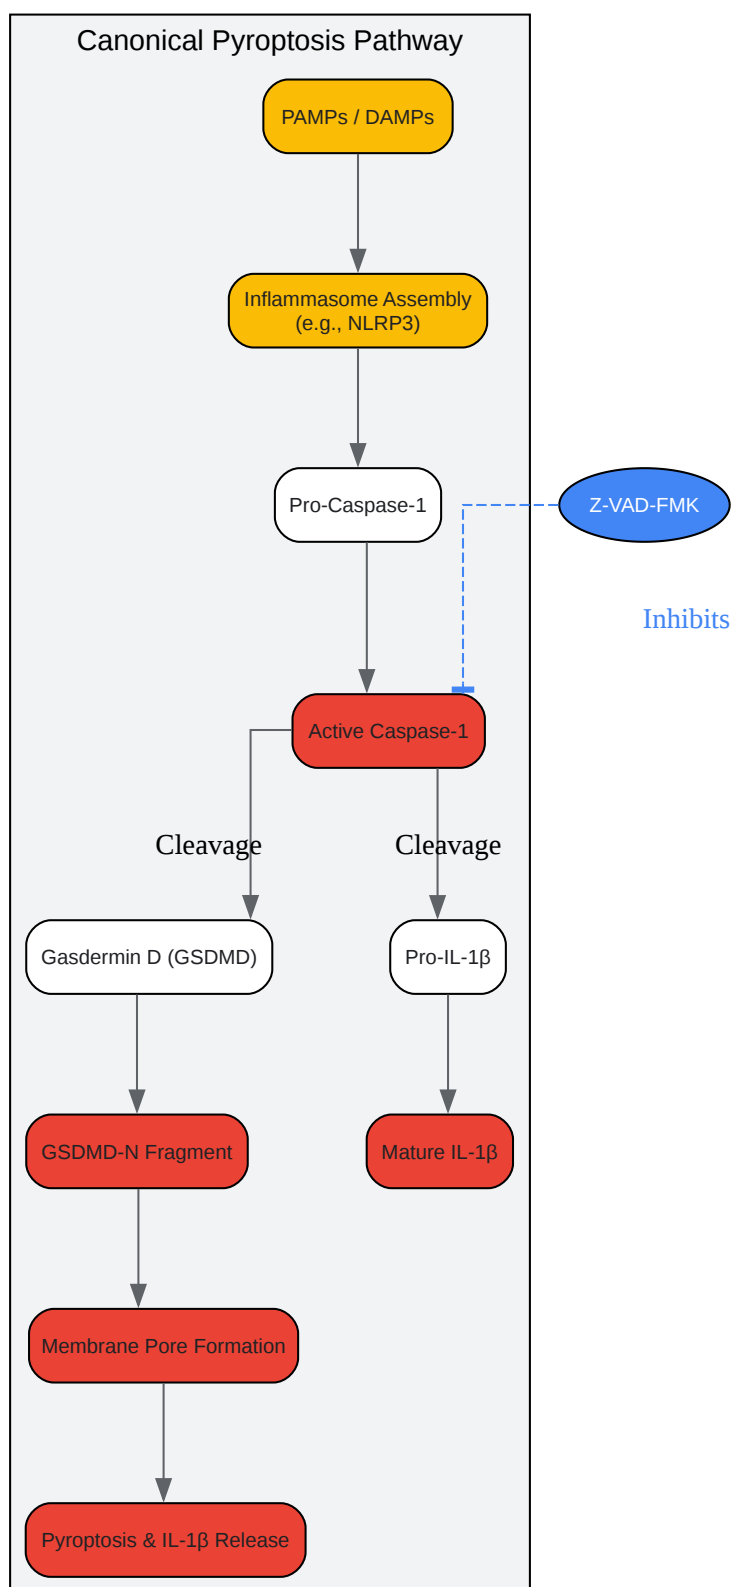 Canonical Pyroptosis Pathway
PAMPs / DAMPs
Inflammasome Assembly
(e.g., NLRP3)
Pro-Caspase-1
Z-VAD-FMK
Inhibits
Active Caspase-1
Cleavage
Cleavage
Gasdermin D (GSDMD)
Pro-IL-1β
GSDMD-N Fragment
Mature IL-1β
Membrane Pore Formation
Pyroptosis & IL-1β Release